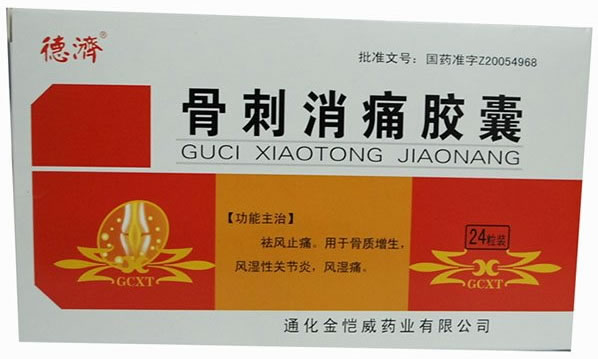 德濟®
批准文号：国药准字Z20054968
骨刺消痛胶囊
GUCI XIAOTONG JIAONANG
【功能主治】
祛风止痛。用于骨质增生，
风湿性关节炎，风湿痛。
24粒装
GCXT
GCXT
通化金恺威药业有限公司